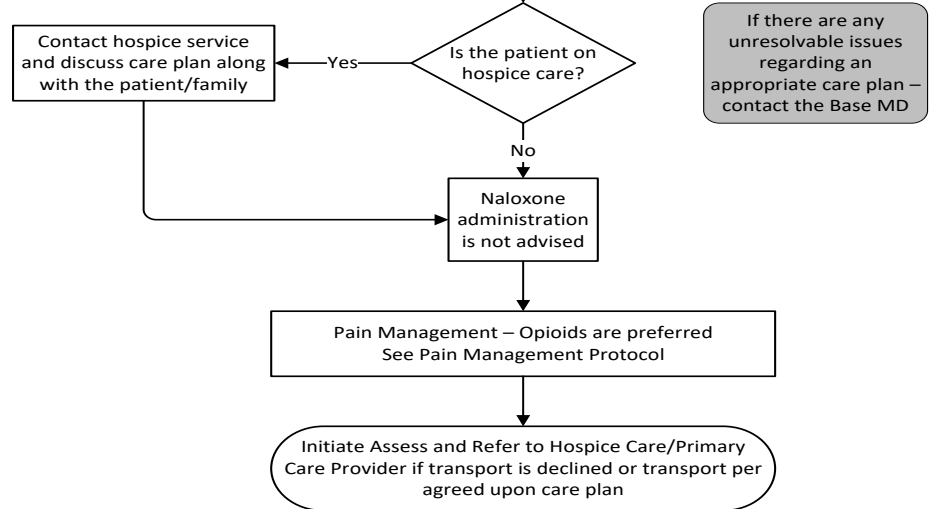 Contact hospice service
and discuss care plan along
with the patient/family
Yes
Is the patient on
hospice care?
If there are any
unresolvable issues
regarding an
appropriate care plan –
contact the Base MD
No
Naloxone
administration
is not advised
Pain Management – Opioids are preferred
See Pain Management Protocol
Initiate Assess and Refer to Hospice Care/Primary
Care Provider if transport is declined or transport per
agreed upon care plan